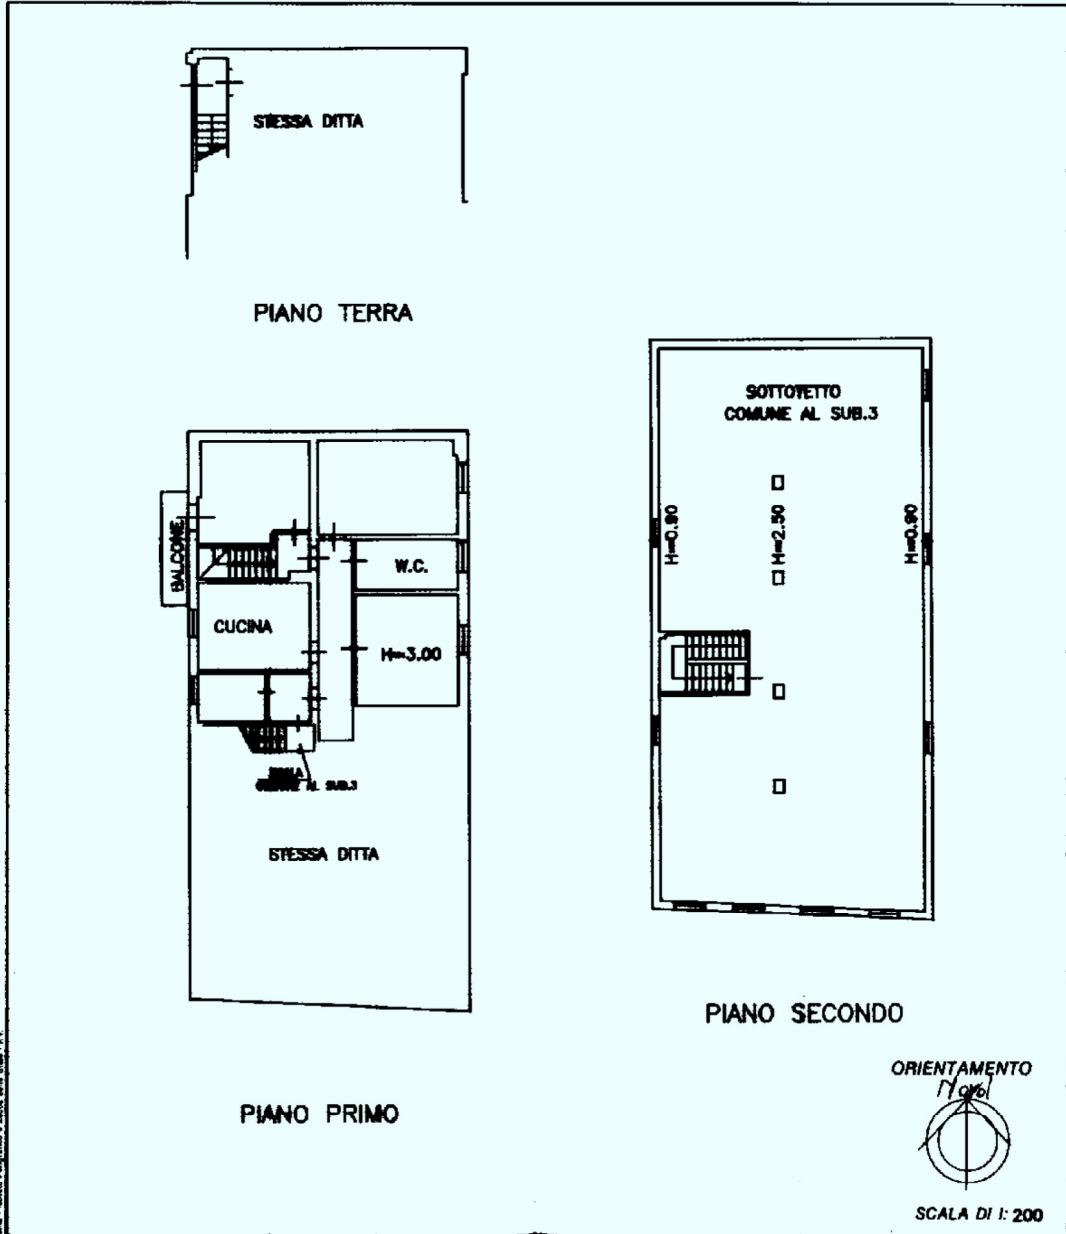 STESSA DITTA
PIANO TERRA
SOTTOTETTO
COMUNE AL SUB.3
H=0.90
H=2.50
H=0.90
BALCONE
W.C.
CUCINA
H=3.00
AL SUB.3
STESSA DITTA
PIANO SECONDO
PIANO PRIMO
ORIENTAMENTO
SCALA DI 1: 200